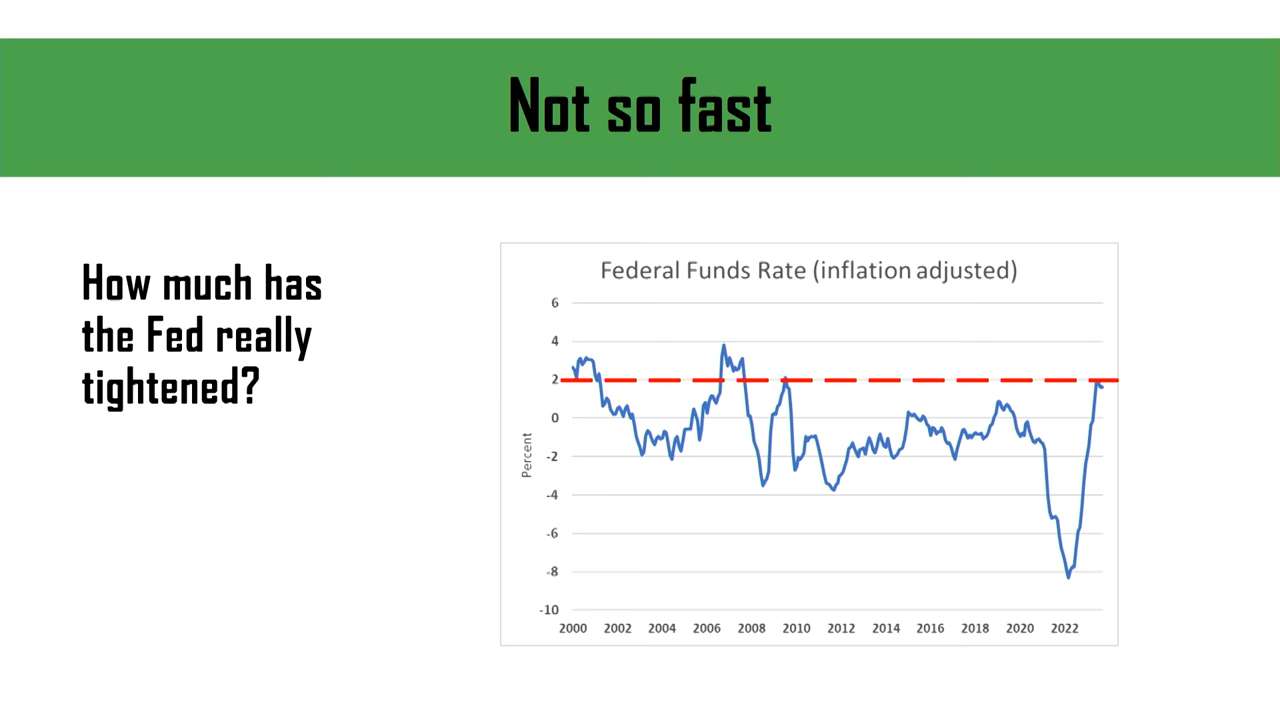 Not so fast
How much has
the Fed really
tightened?
Federal Funds Rate (inflation adjusted)
6
4
2
0
-2
-4
-6
-8
-10
Percent
2000 2002 2004 2006 2008 2010 2012 2014 2016 2018 2020 2022